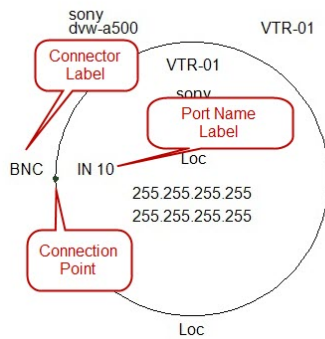 sony
dvw-a500
VTR-01
Connector
Label
VTR-01
sony
Port Name
Label
Loc
BNC
IN 10
255.255.255.255
255.255.255.255
Connection
Point
Loc